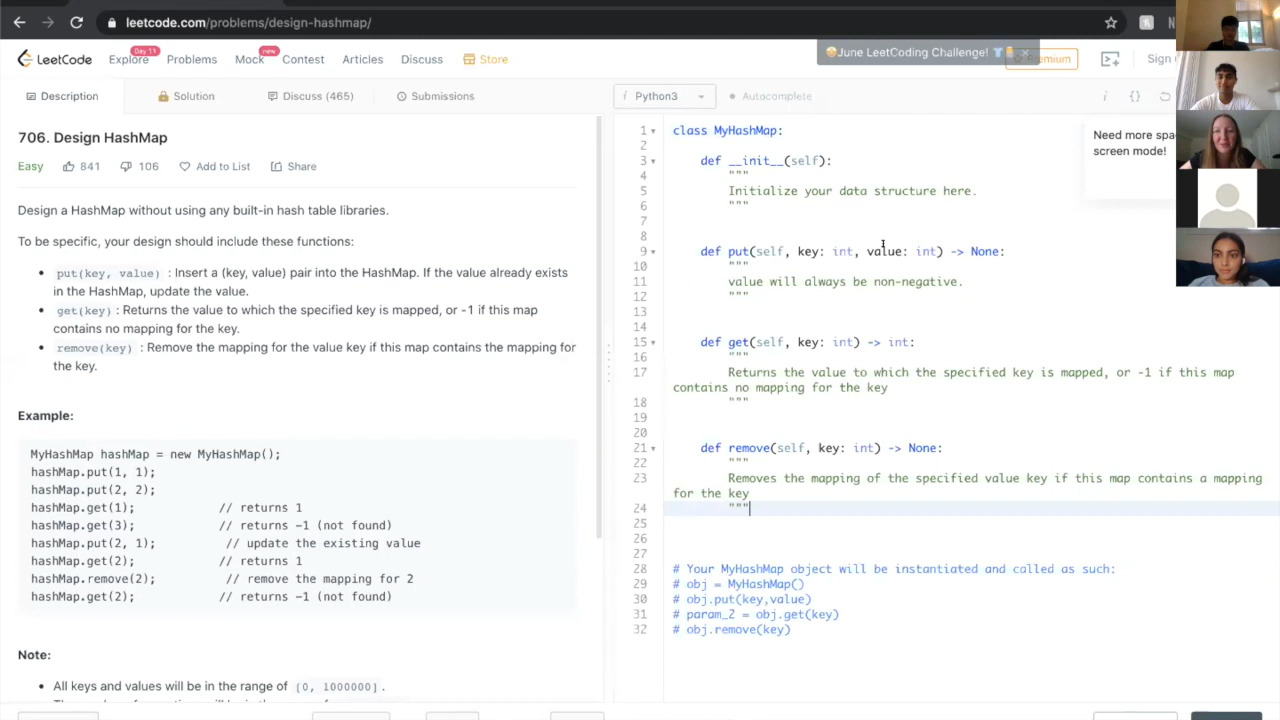 leetcode.com/problems/design-hashmap/
LeetCode
Explore
Day 11
Problems
Mock
new
Contest
Articles
Discuss
Store
June LeetCoding Challenge!
Premium
Sign
Description
Solution
Discuss (465)
Submissions
i Python3
Autocomplete
i {}
706. Design HashMap
Easy 841 106 Add to List Share
Design a HashMap without using any built-in hash table libraries.
To be specific, your design should include these functions:
put(key, value) : Insert a (key, value) pair into the HashMap. If the value already exists
in the HashMap, update the value.
get(key) : Returns the value to which the specified key is mapped, or -1 if this map
contains no mapping for the key.
remove(key) : Remove the mapping for the value key if this map contains the mapping for
the key.
Example:
MyHashMap hashMap = new MyHashMap();
hashMap.put(1, 1);
hashMap.put(2, 2);
hashMap.get(1); // returns 1
hashMap.get(3); // returns -1 (not found)
hashMap.put(2, 1); // update the existing value
hashMap.get(2); // returns 1
hashMap.remove(2); // remove the mapping for 2
hashMap.get(2); // returns -1 (not found)
Note:
All keys and values will be in the range of [0, 1000000].
1 class MyHashMap:
2
3 def __init__(self):
4 """
5 Initialize your data structure here.
6 """
7
8
9 def put(self, key: int, value: int) -> None:
10 """
11 value will always be non-negative.
12 """
13
14
15 def get(self, key: int) -> int:
16 """
17 Returns the value to which the specified key is mapped, or -1 if this map
contains no mapping for the key
18 """
19
20
21 def remove(self, key: int) -> None:
22 """
23 Removes the mapping of the specified value key if this map contains a mapping
for the key
24 """
25
26
27
28 # Your MyHashMap object will be instantiated and called as such:
29 # obj = MyHashMap()
30 # obj.put(key,value)
31 # param_2 = obj.get(key)
32 # obj.remove(key)
Need more spa
screen mode!